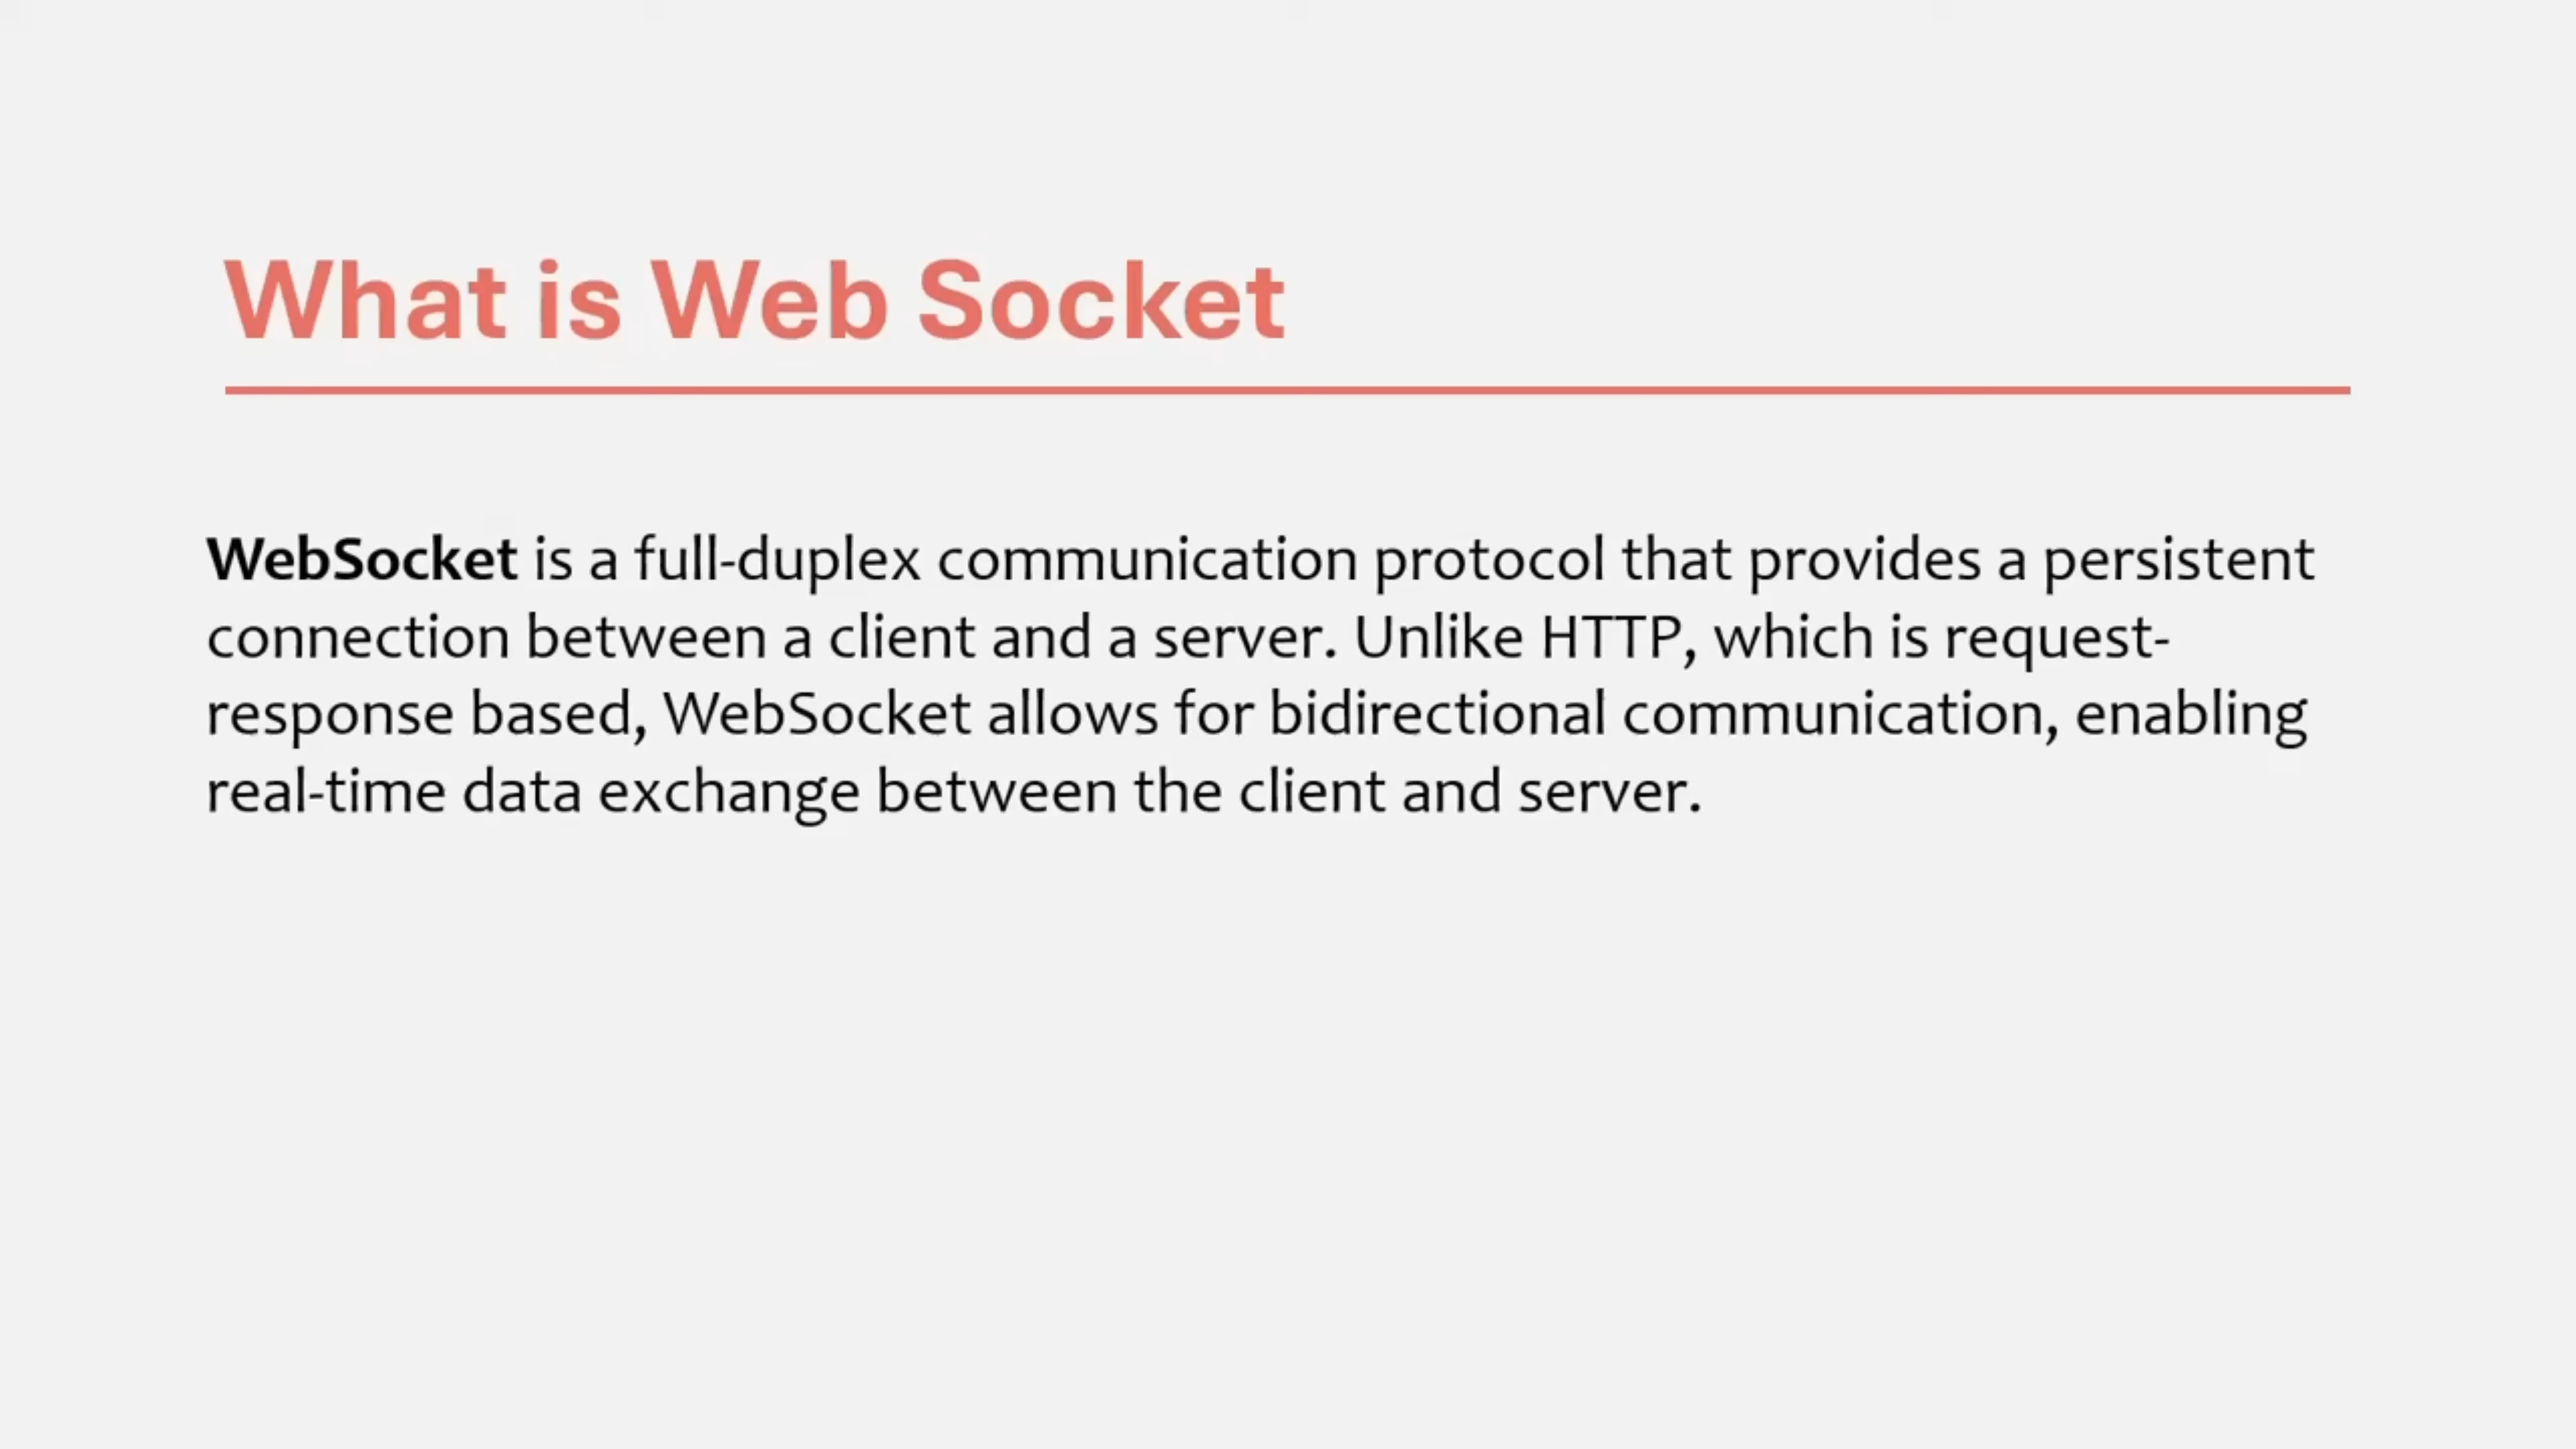 What is Web Socket
WebSocket is a full-duplex communication protocol that provides a persistent
connection between a client and a server. Unlike HTTP, which is request-
response based, WebSocket allows for bidirectional communication, enabling
real-time data exchange between the client and server.